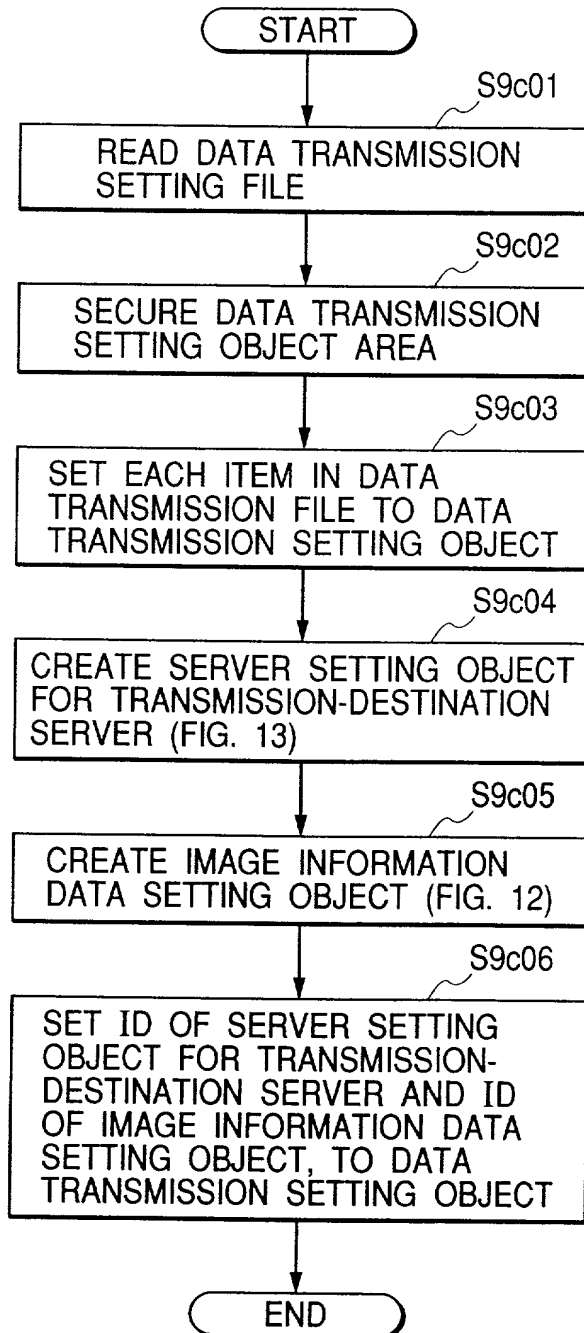 START
S9c01
READ DATA TRANSMISSION
SETTING FILE
S9c02
SECURE DATA TRANSMISSION
SETTING OBJECT AREA
S9c03
SET EACH ITEM IN DATA
TRANSMISSION FILE TO DATA
TRANSMISSION SETTING OBJECT
S9c04
CREATE SERVER SETTING OBJECT
FOR TRANSMISSION-DESTINATION
SERVER (FIG. 13)
S9c05
CREATE IMAGE INFORMATION
DATA SETTING OBJECT (FIG. 12)
S9c06
SET ID OF SERVER SETTING
OBJECT FOR TRANSMISSION-
DESTINATION SERVER AND ID
OF IMAGE INFORMATION DATA
SETTING OBJECT, TO DATA
TRANSMISSION SETTING OBJECT
END